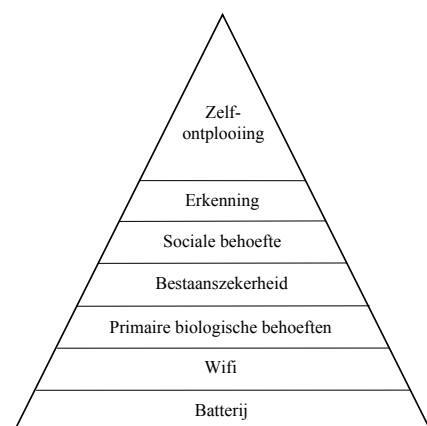 Zelf-
ontplooiing
Erkenning
Sociale behoefte
Bestaanszekerheid
Primaire biologische behoeften
Wifi
Batterij